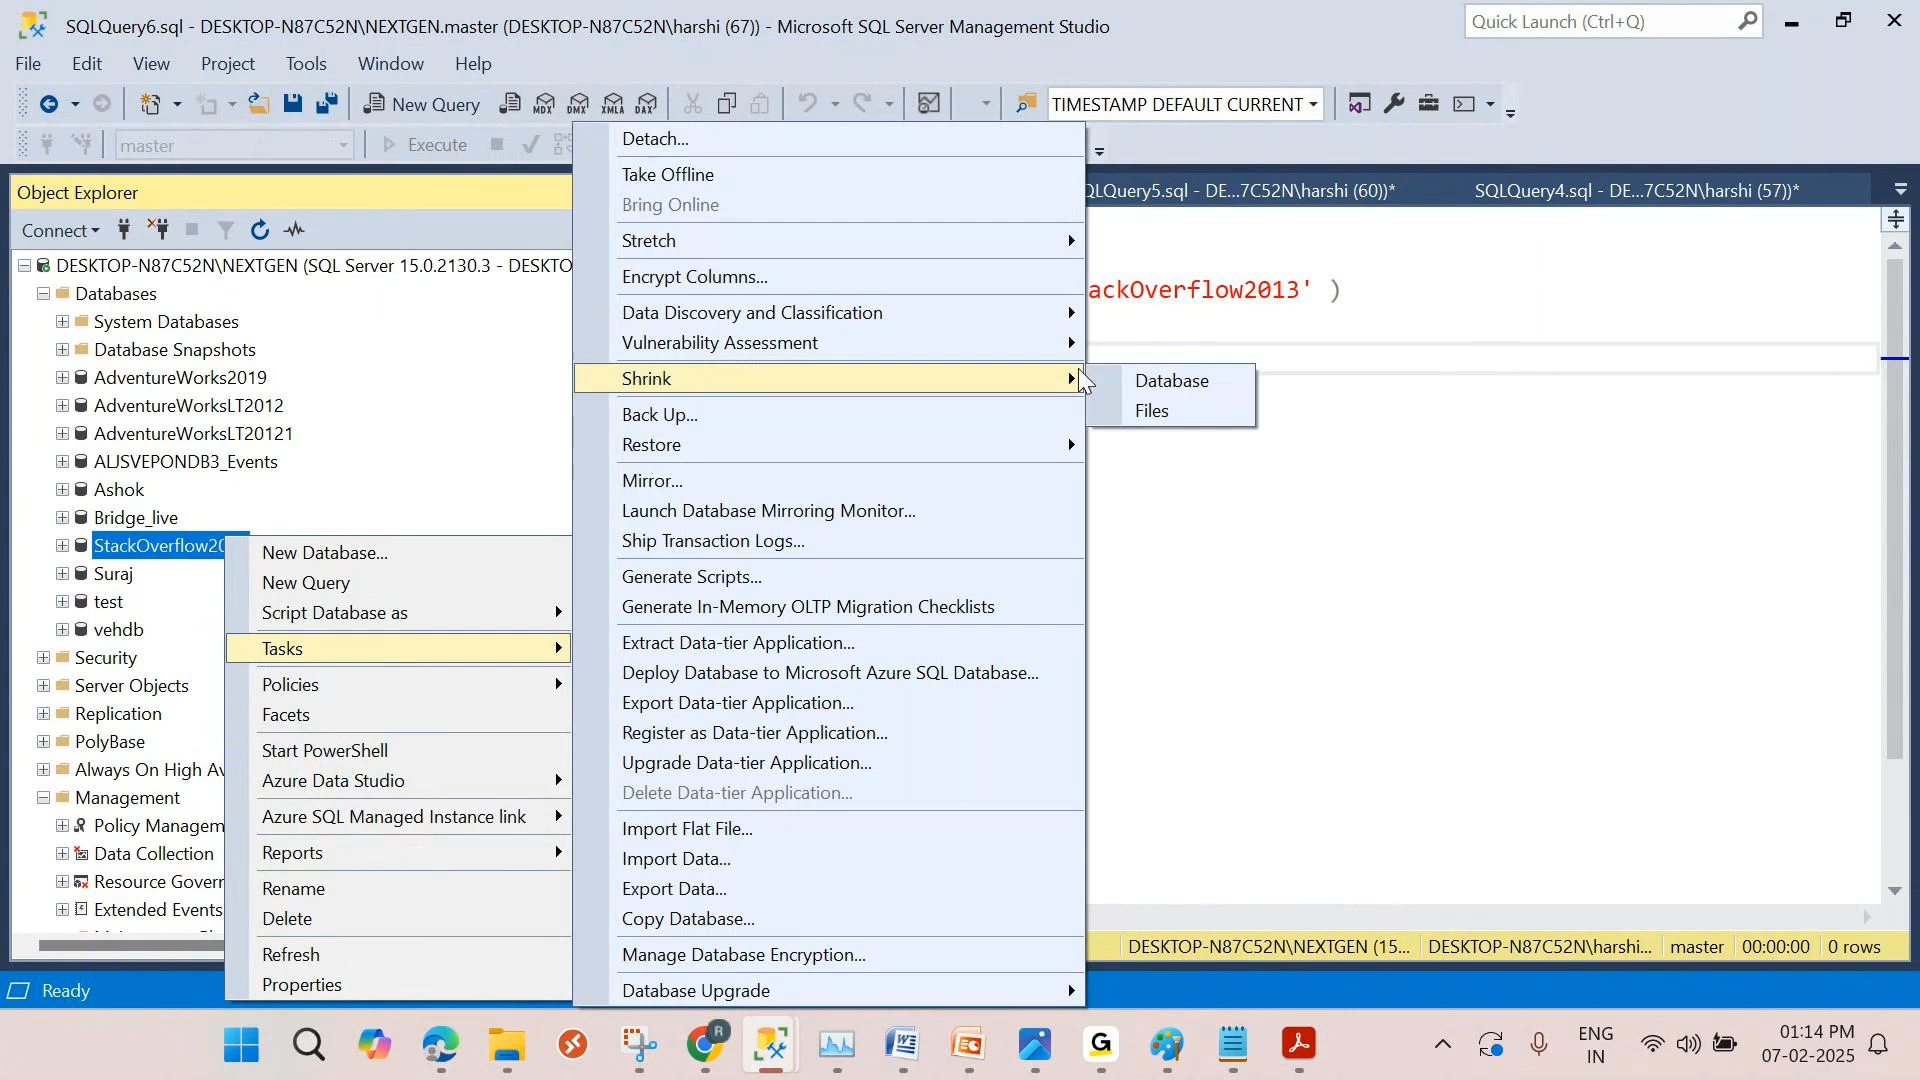 SQLQuery6.sql - DESKTOP-N87C52N\NEXTGEN.master (DESKTOP-N87C52N\harshi (67)) - Microsoft SQL Server Management Studio
Quick Launch (Ctrl+Q)
File Edit View Project Tools Window Help
New Query
MDX DMX XMLA DAX
TIMESTAMP DEFAULT CURRENT
master
Execute
Object Explorer
Connect
DESKTOP-N87C52N\NEXTGEN (SQL Server 15.0.2130.3 - DESKTO
Databases
System Databases
Database Snapshots
AdventureWorks2019
AdventureWorksLT2012
AdventureWorksLT20121
ALJSVEPONDB3_Events
Ashok
Bridge_live
StackOverflow20
Suraj
test
vehdb
Security
Server Objects
Replication
PolyBase
Always On High Av
Management
Policy Managem
Data Collection
Resource Gover
Extended Events
New Database...
New Query
Script Database as
Tasks
Policies
Facets
Start PowerShell
Azure Data Studio
Azure SQL Managed Instance link
Reports
Rename
Delete
Refresh
Properties
Detach...
Take Offline
Bring Online
Stretch
Encrypt Columns...
Data Discovery and Classification
Vulnerability Assessment
Shrink
Back Up...
Restore
Mirror...
Launch Database Mirroring Monitor...
Ship Transaction Logs...
Generate Scripts...
Generate In-Memory OLTP Migration Checklists
Extract Data-tier Application...
Deploy Database to Microsoft Azure SQL Database...
Export Data-tier Application...
Register as Data-tier Application...
Upgrade Data-tier Application...
Delete Data-tier Application...
Import Flat File...
Import Data...
Export Data...
Copy Database...
Manage Database Encryption...
Database Upgrade
Database
Files
QLQuery5.sql - DE...7C52N\harshi (60))*
SQLQuery4.sql - DE...7C52N\harshi (57))*
ackOverflow2013' )
DESKTOP-N87C52N\NEXTGEN (15... DESKTOP-N87C52N\harshi... master 00:00:00 0 rows
Ready
R
G
ENG
IN
01:14 PM
07-02-2025